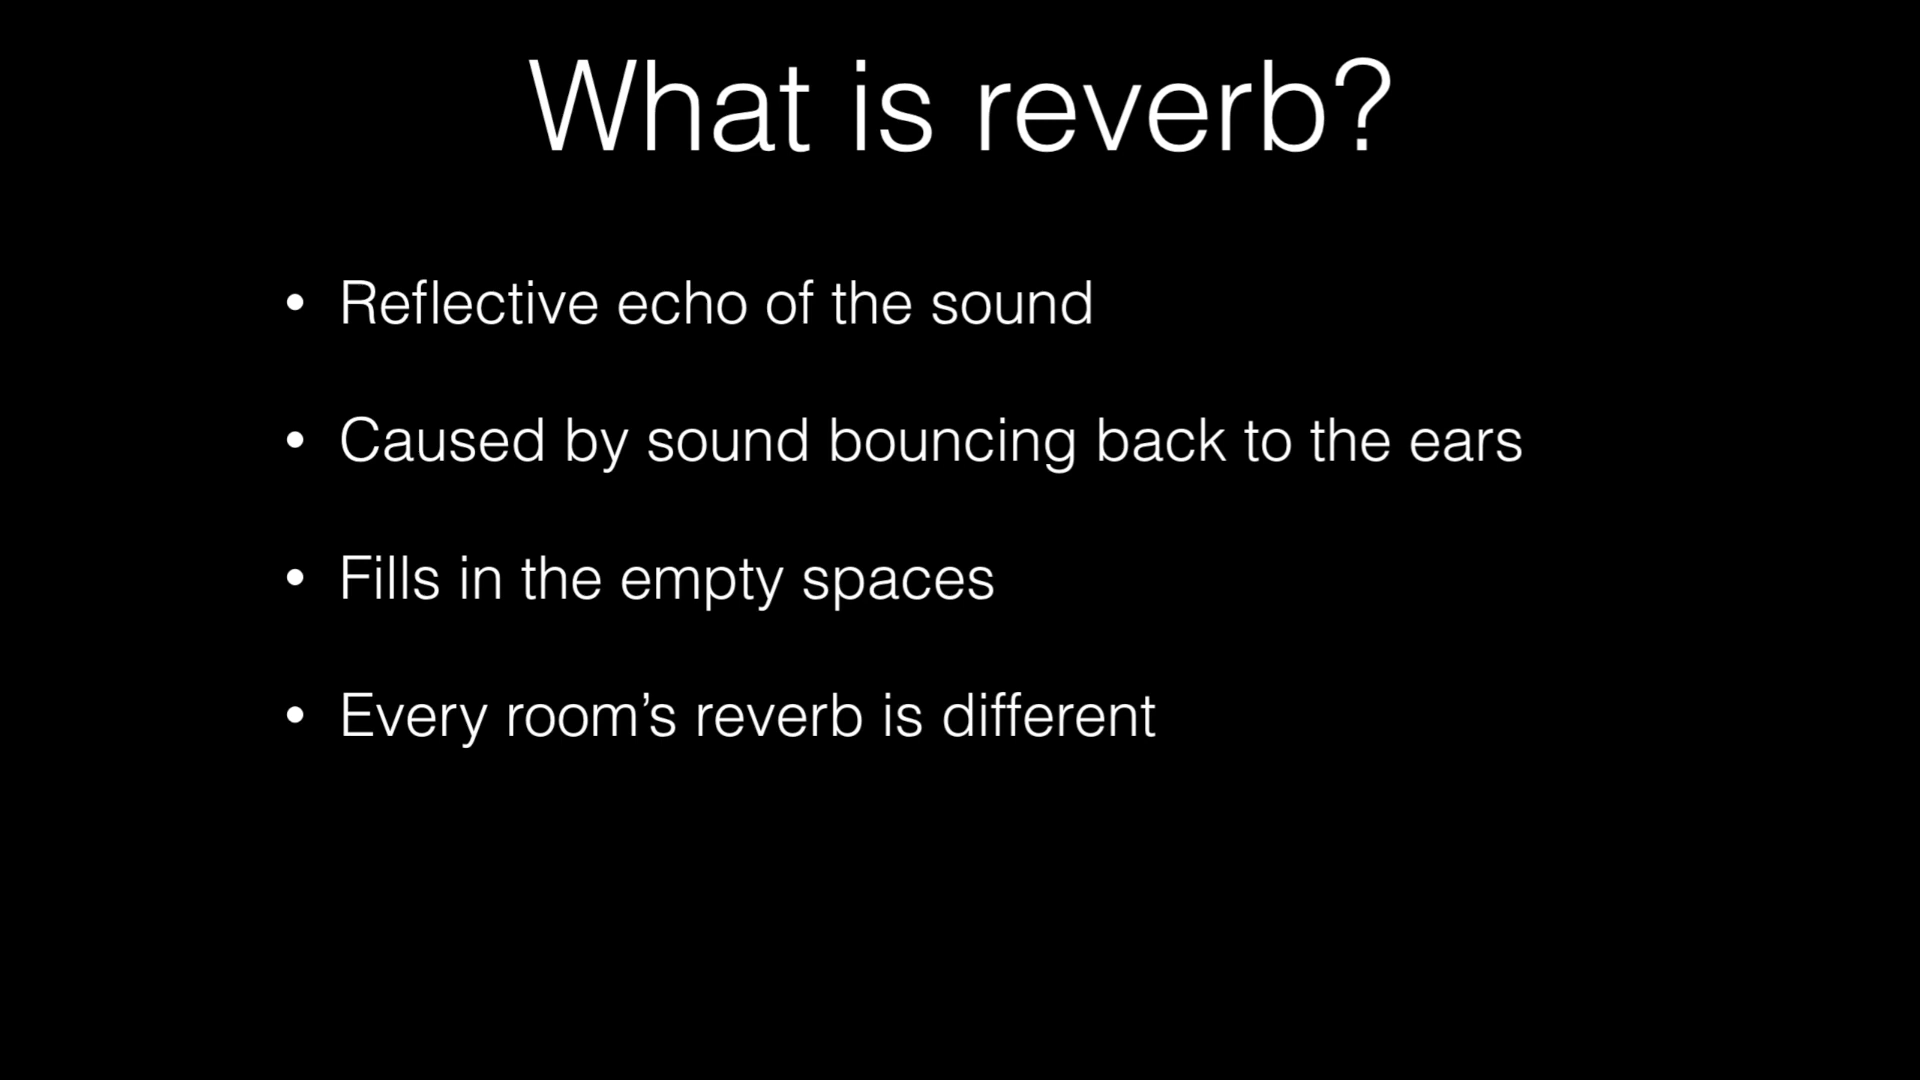 What is reverb?
• Reflective echo of the sound
• Caused by sound bouncing back to the ears
• Fills in the empty spaces
• Every room’s reverb is different